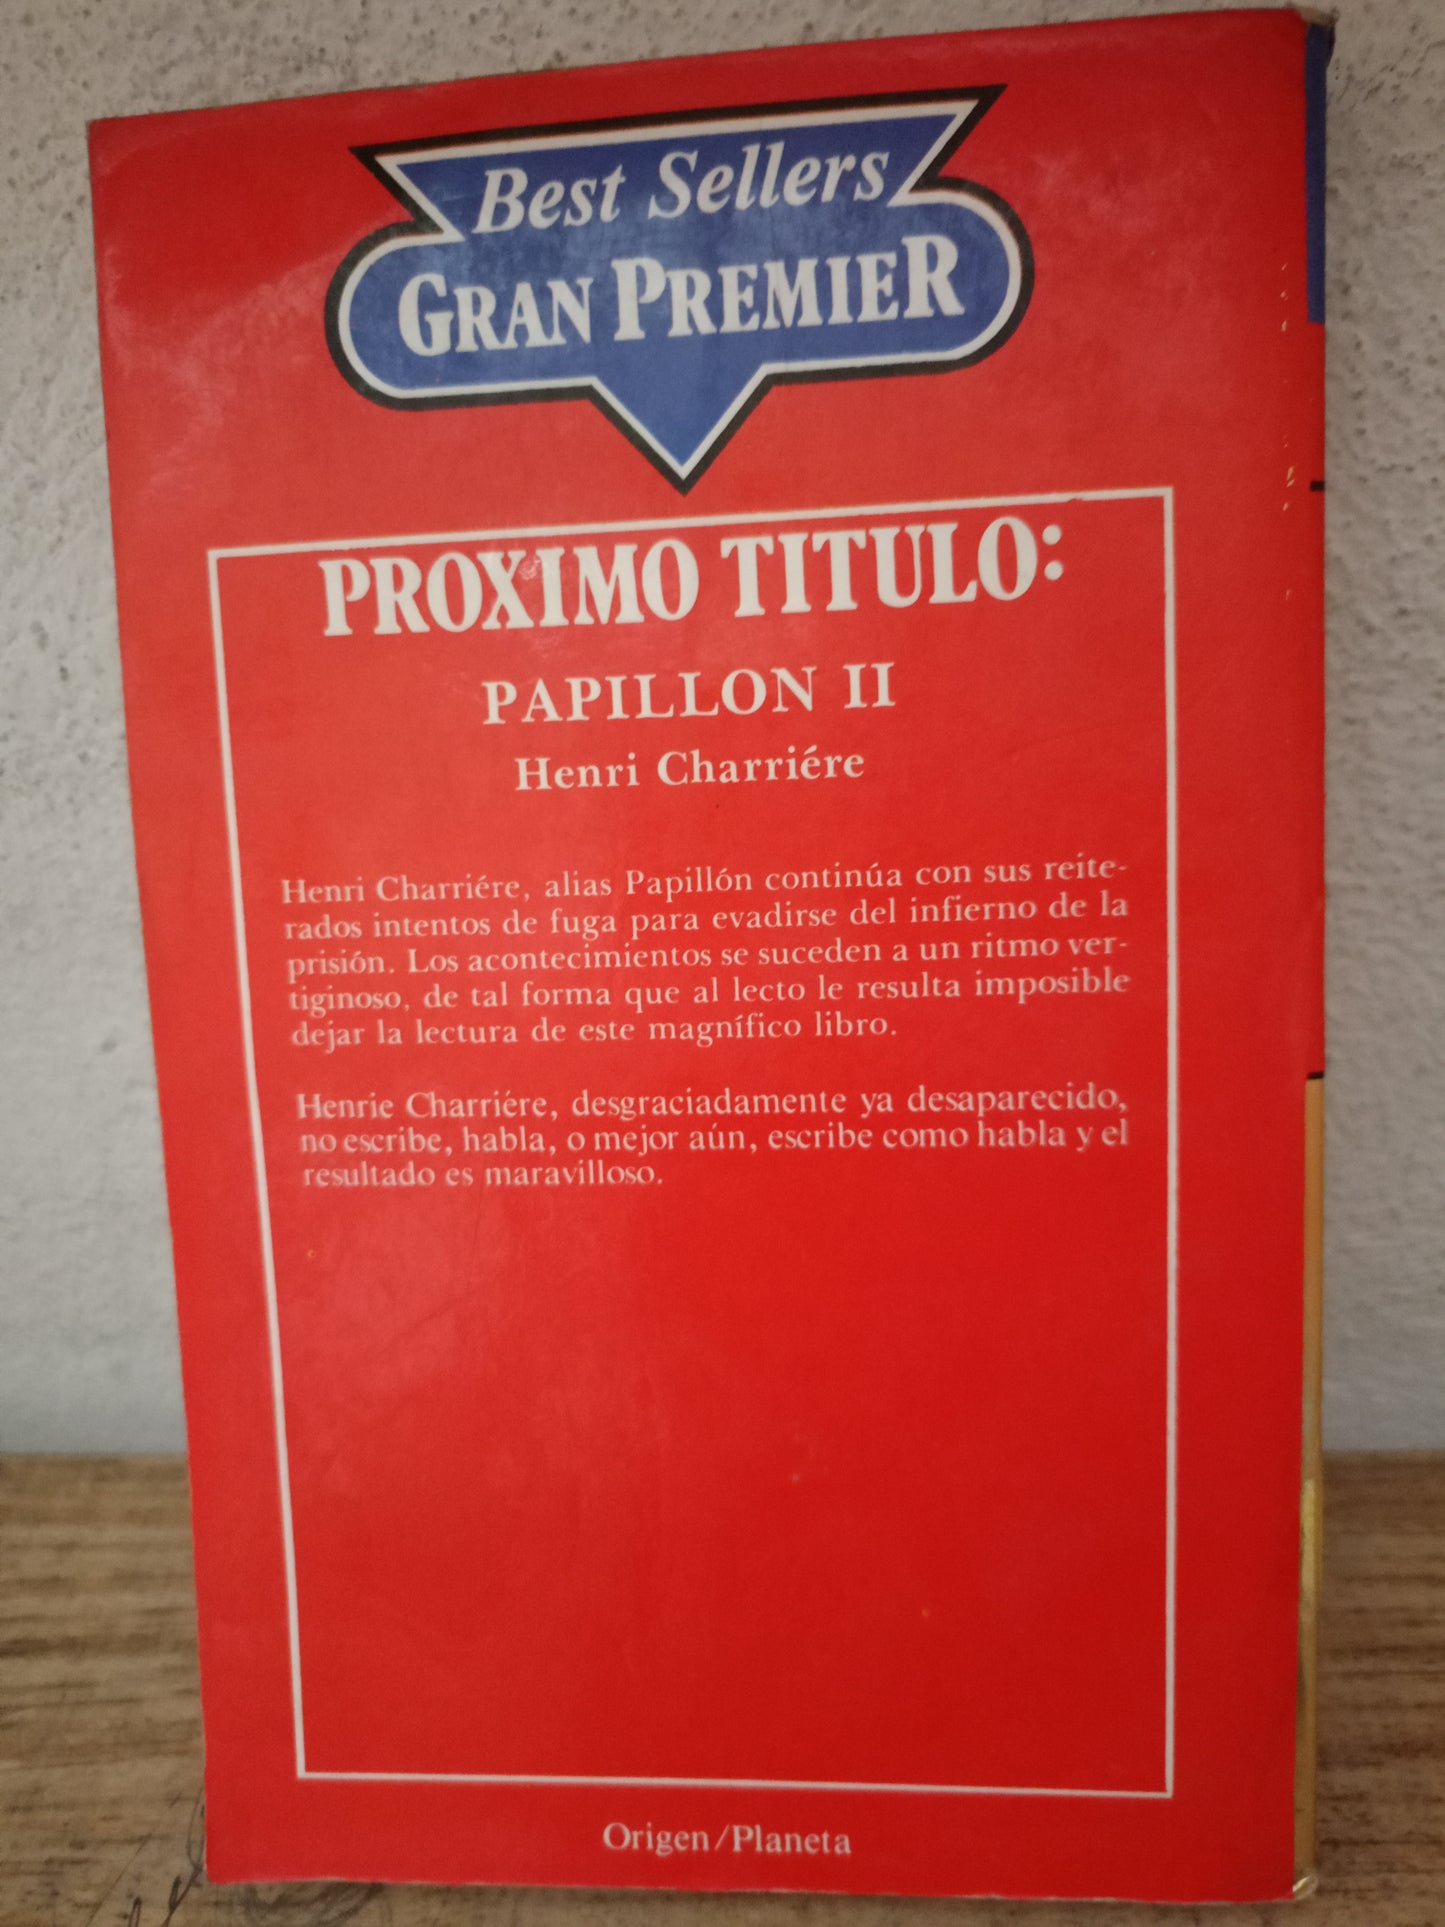 Best Sellers
GRAN PREMIER
PROXIMO TITULO:
PAPILLON II
Henri Charriére
Henri Charriére, alias Papillón continúa con sus reite-
rados intentos de fuga para evadirse del infierno de la
prisión. Los acontecimientos se suceden a un ritmo ver-
tiginoso, de tal forma que al lecto le resulta imposible
dejar la lectura de este magnífico libro.
Henrie Charriére, desgraciadamente ya desaparecido,
no escribe, habla, o mejor aún, escribe como habla y el
resultado es maravilloso.
Origen/Planeta